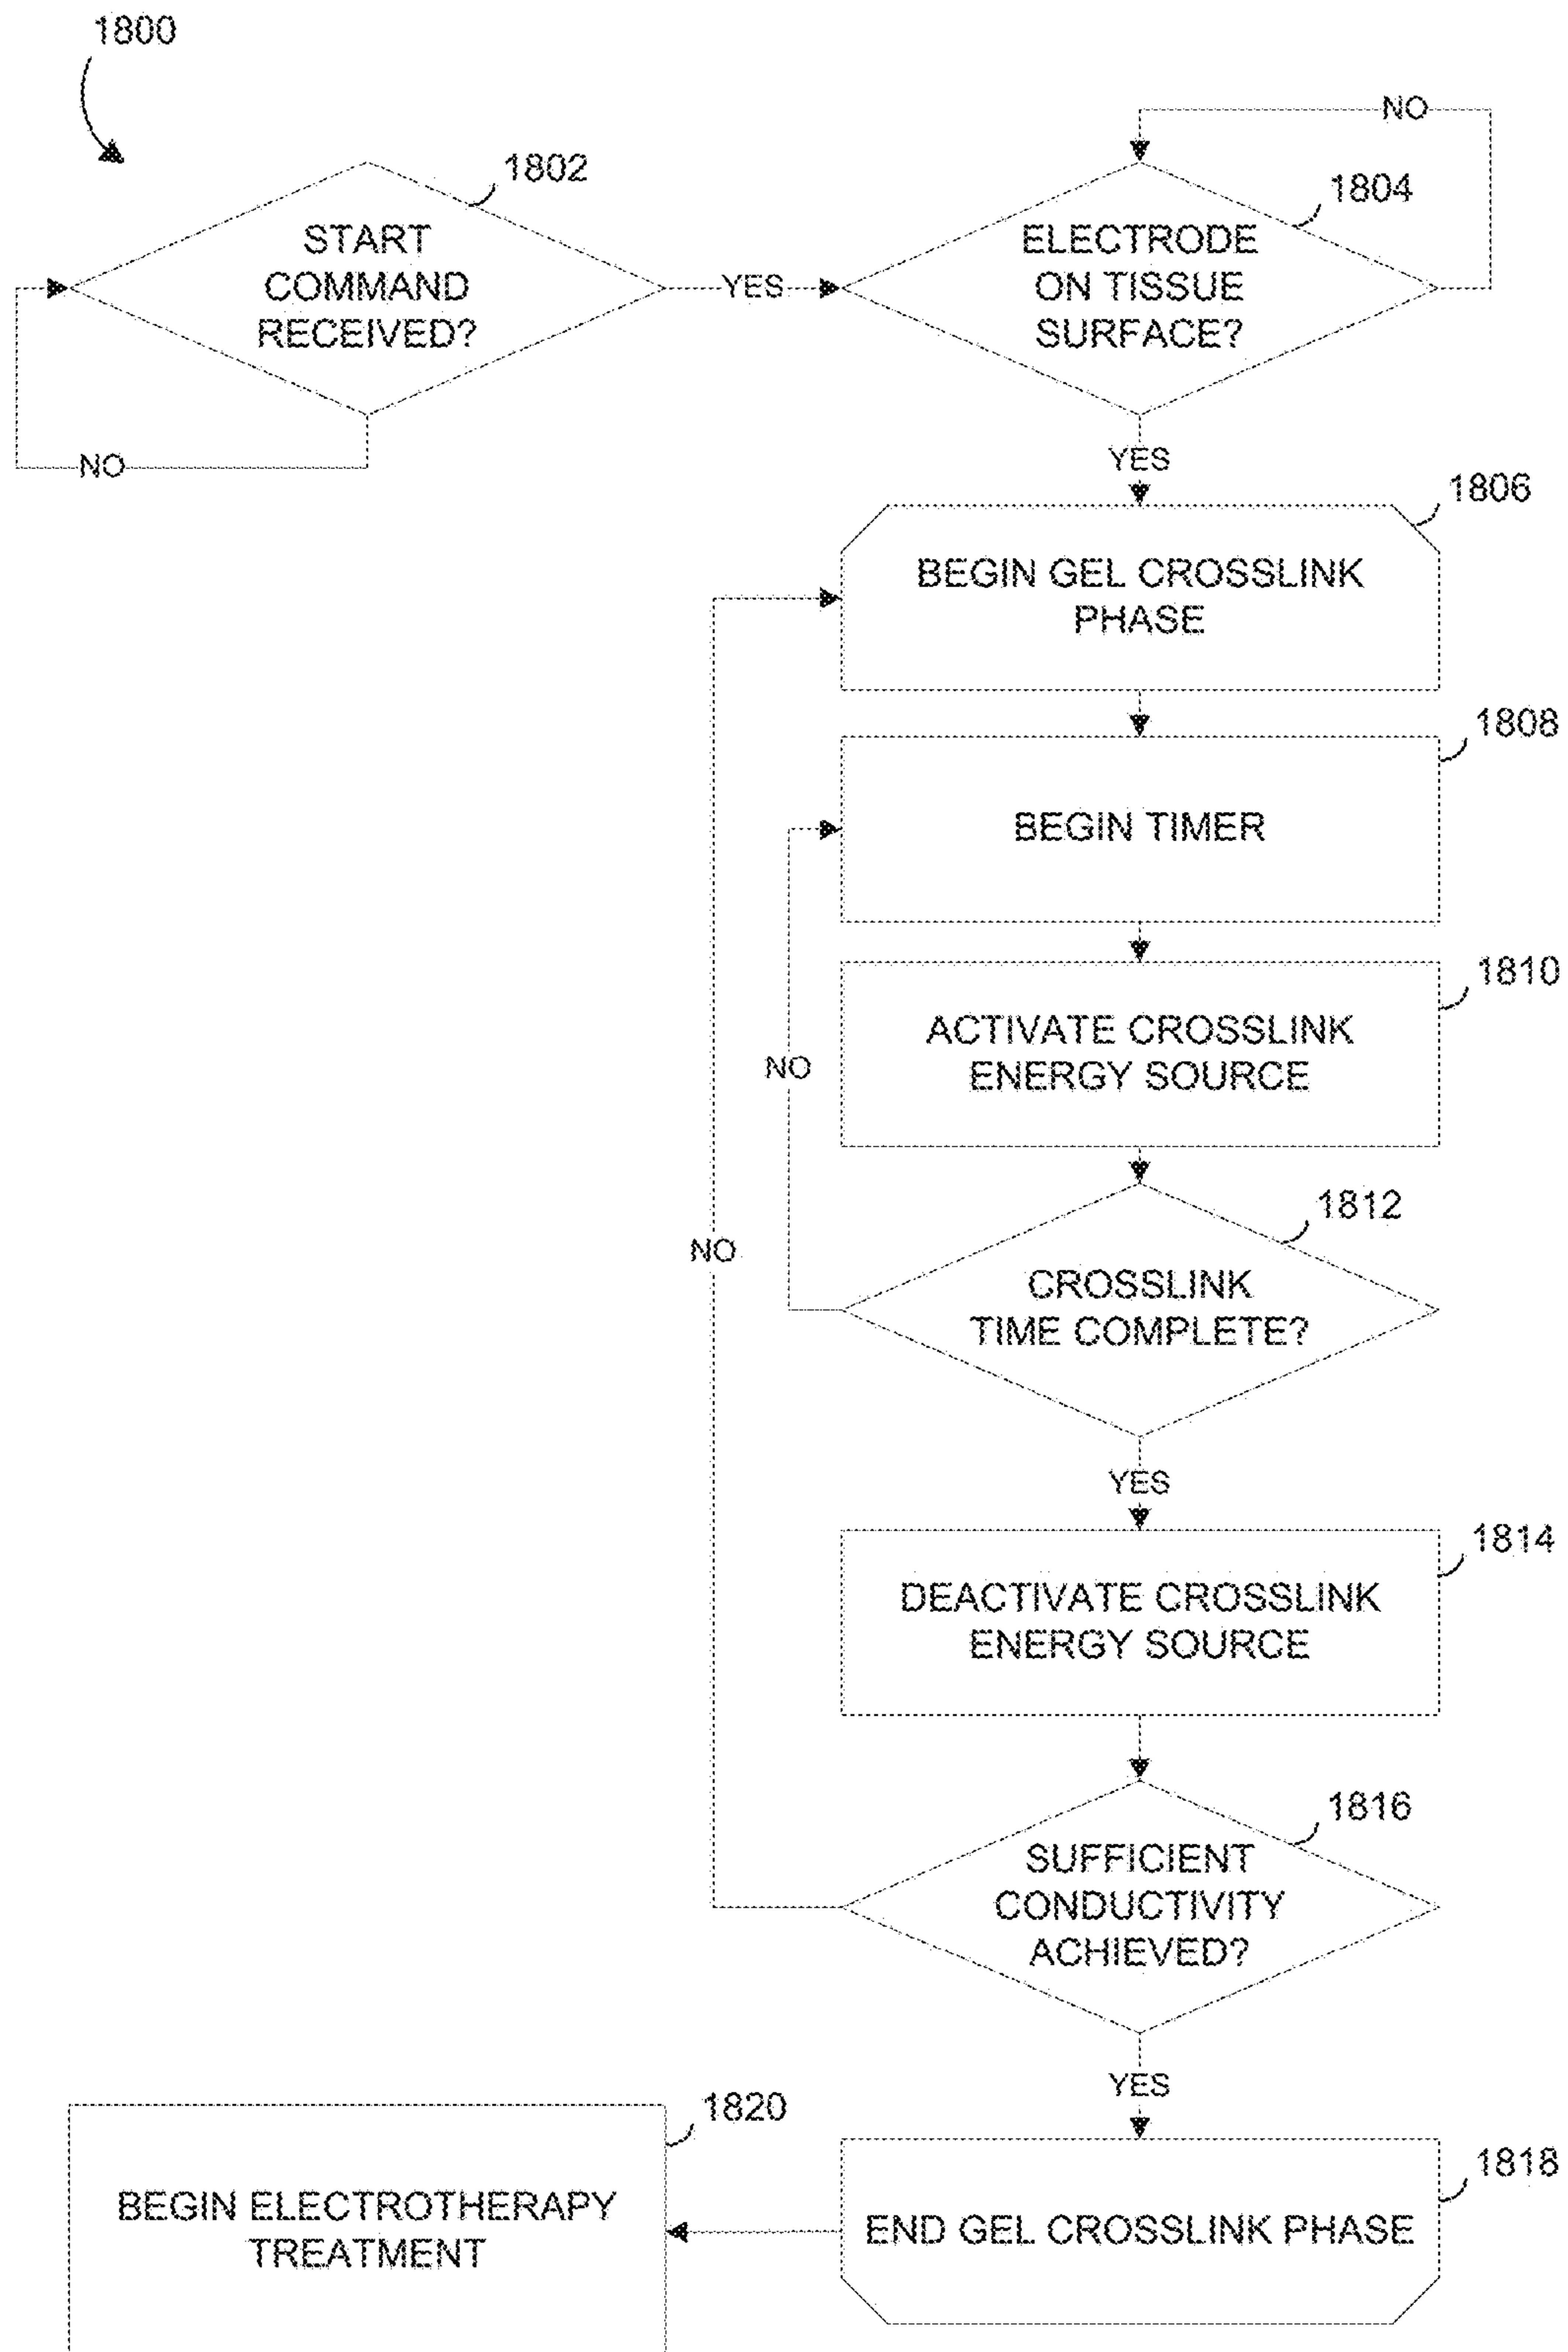 1800
1802
START
COMMAND
RECEIVED?
NO
YES
NO
1804
ELECTRODE
ON TISSUE
SURFACE?
YES
1806
BEGIN GEL CROSSLINK
PHASE
1808
BEGIN TIMER
1810
ACTIVATE CROSSLINK
ENERGY SOURCE
NO
1812
CROSSLINK
TIME COMPLETE?
NO
YES
1814
DEACTIVATE CROSSLINK
ENERGY SOURCE
1816
SUFFICIENT
CONDUCTIVITY
ACHIEVED?
YES
1818
END GEL CROSSLINK PHASE
1820
BEGIN ELECTROTHERAPY
TREATMENT